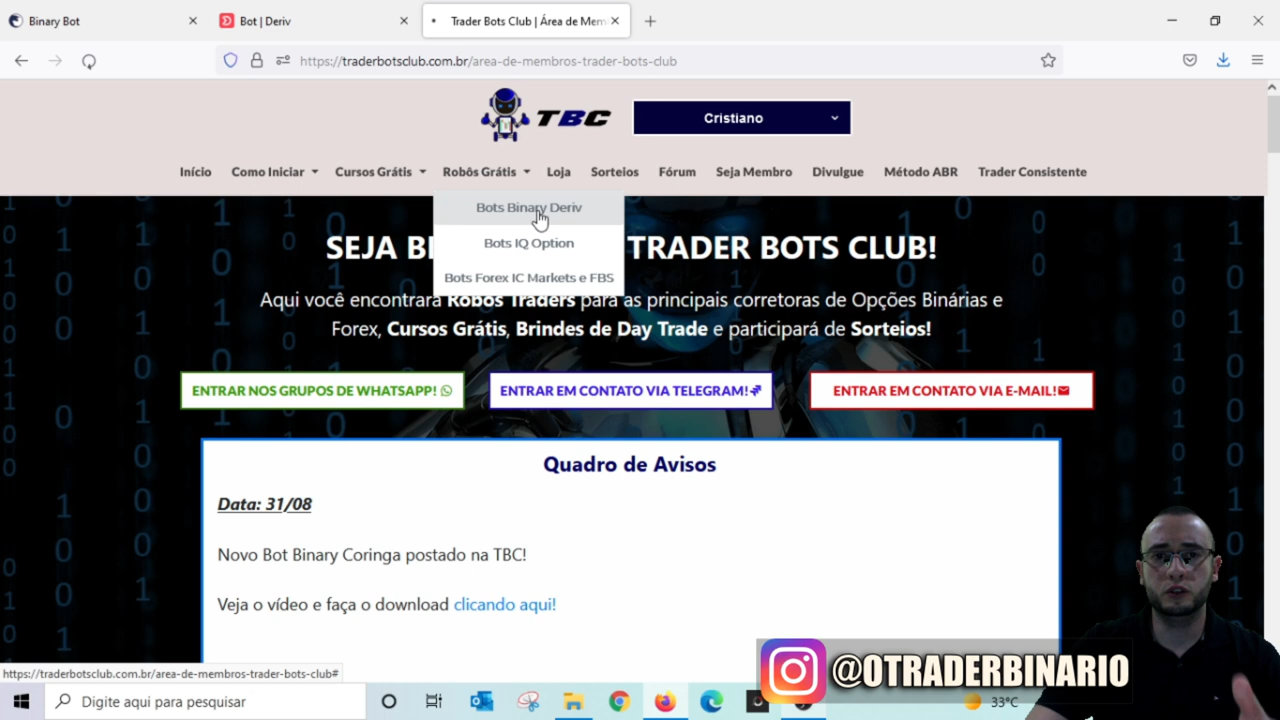 Binary Bot
Bot | Deriv
Trader Bots Club | Área de Mem
https://traderbotsclub.com.br/area-de-membros-trader-bots-club
TBC
Cristiano
Início
Como Iniciar
Cursos Grátis
Robôs Grátis
Loja
Sorteios
Fórum
Seja Membro
Divulgue
Método ABR
Trader Consistente
Bots Binary Deriv
Bots IQ Option
Bots Forex IC Markets e FBS
SEJA B TRADER BOTS CLUB!
Aqui você encontrara Robôs Traders para as principais corretoras de Opções Binárias e
Forex, Cursos Grátis, Brindes de Day Trade e participará de Sorteios!
ENTRAR NOS GRUPOS DE WHATSAPP!
ENTRAR EM CONTATO VIA TELEGRAM!
ENTRAR EM CONTATO VIA E-MAIL!
Quadro de Avisos
Data: 31/08
Novo Bot Binary Coringa postado na TBC!
Veja o vídeo e faça o download clicando aqui!
https://traderbotsclub.com.br/area-de-membros-trader-bots-club#
@OTRADERBINARIO
Digite aqui para pesquisar
33°C